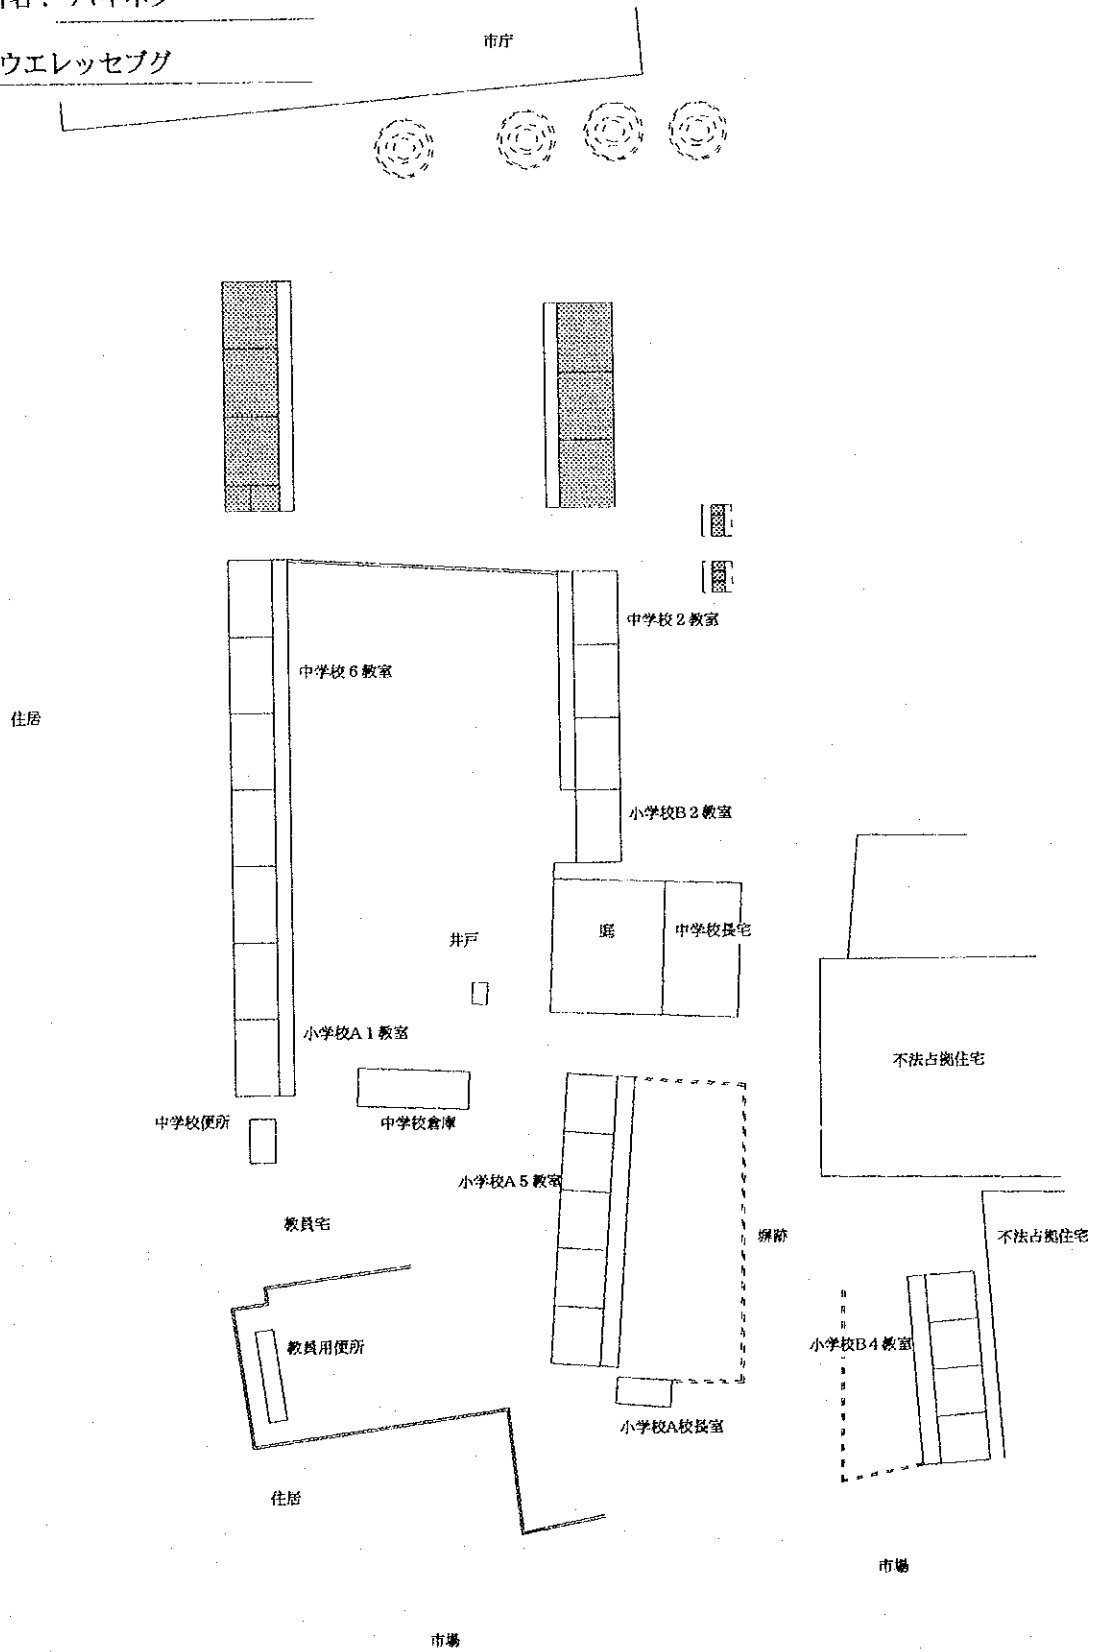 市庁
ウエレッセブグ
中学校２教室
中学校６教室
住居
小学校Ｂ２教室
庭
中学校長宅
井戸
小学校Ａ１教室
不法占拠住宅
中学校便所
中学校倉庫
小学校Ａ５教室
教員宅
塀跡
不法占拠住宅
教員用便所
小学校Ｂ４教室
小学校Ａ校長室
住居
市場
市場